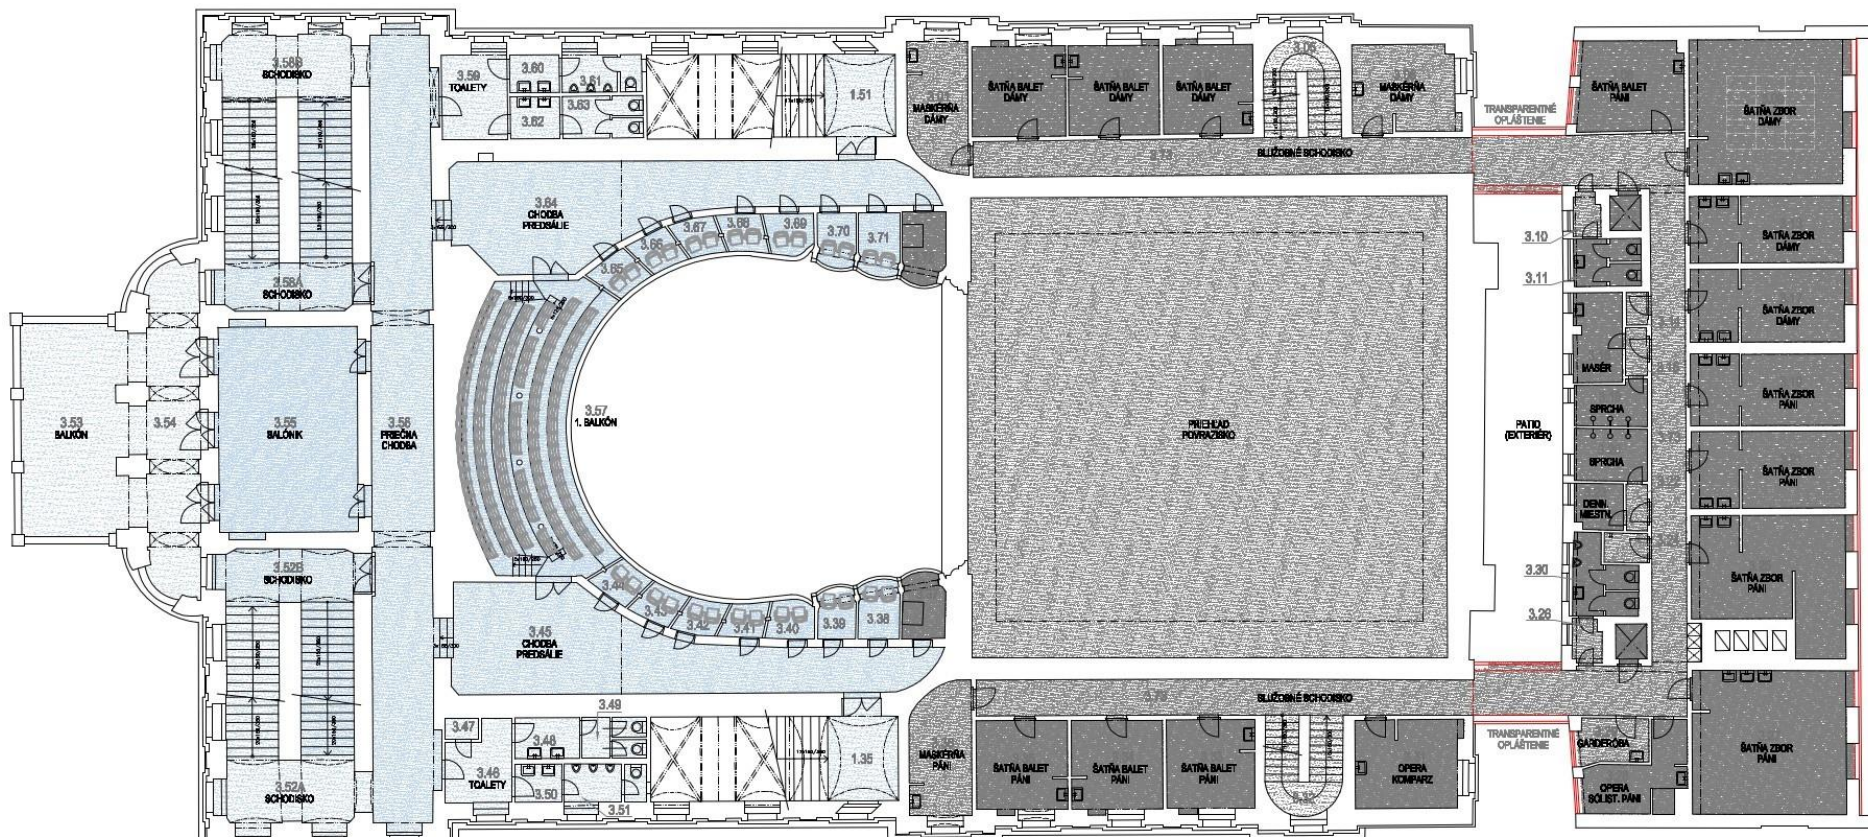 3.58B
SCHODISKO
3.59
TOALETY
3.60
3.61
3.62
3.63
1.51
MASKÉRŇA
DÁMY
ŠATŇA BALET
DÁMY
ŠATŇA BALET
DÁMY
ŠATŇA BALET
DÁMY
MASKÉRŇA
DÁMY
TRANSPARENTNÉ
OPLÁŠTENIE
ŠATŇA BALET
PÁNI
ŠATŇA ZBOR
DÁMY
SLUŽOBNÉ SCHODISKO
3.64
CHODBA
PREDSÁLIE
3.65
3.66
3.67
3.68
3.69
3.70
3.71
3.10
3.11
ŠATŇA ZBOR
DÁMY
3.58A
SCHODISKO
ŠATŇA ZBOR
DÁMY
3.53
BALKÓN
3.54
3.55
SALÓNIK
3.56
PRIEČNA
CHODBA
3.57
1. BALKÓN
PRIEHĽAD
POVRAZISKO
PATIO
(EXTERIÉR)
MASÉR
SPRCHA
SPRCHA
DENN.
MIESTN.
ŠATŇA ZBOR
PÁNI
ŠATŇA ZBOR
PÁNI
3.52B
SCHODISKO
3.30
3.26
ŠATŇA ZBOR
PÁNI
3.44
3.43
3.42
3.41
3.40
3.39
3.38
3.45
CHODBA
PREDSÁLIE
SLUŽOBNÉ SCHODISKO
3.47
3.48
3.49
3.46
TOALETY
3.50
3.51
1.35
3.52A
SCHODISKO
MASKÉRŇA
PÁNI
ŠATŇA BALET
PÁNI
ŠATŇA BALET
PÁNI
ŠATŇA BALET
PÁNI
OPERA
KOMPARZ
TRANSPARENTNÉ
OPLÁŠTENIE
GARDEROBA
OPERA
SÓLIST. PÁNI
ŠATŇA ZBOR
PÁNI